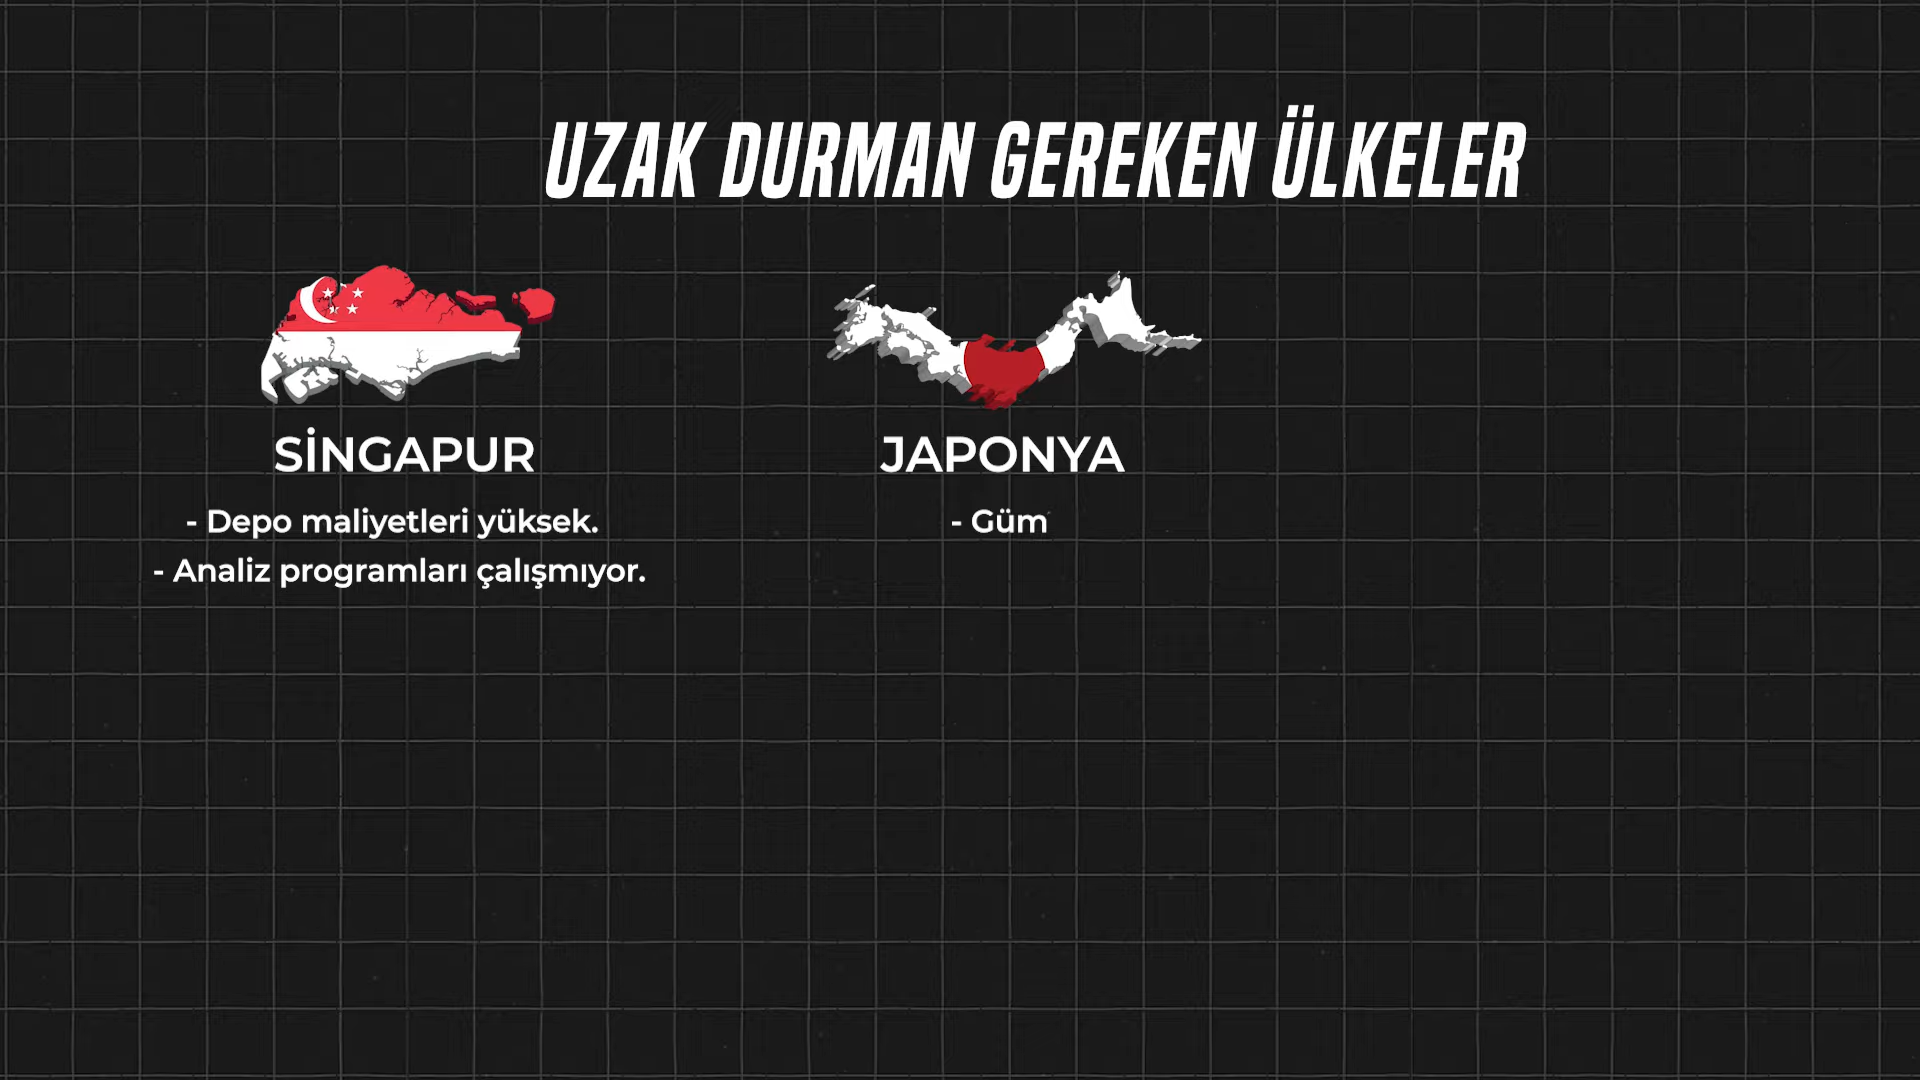 UZAK DURMAN GEREKEN ÜLKELER
SİNGAPUR
- Depo maliyetleri yüksek.
- Analiz programları çalışmıyor.
JAPONYA
- Güm